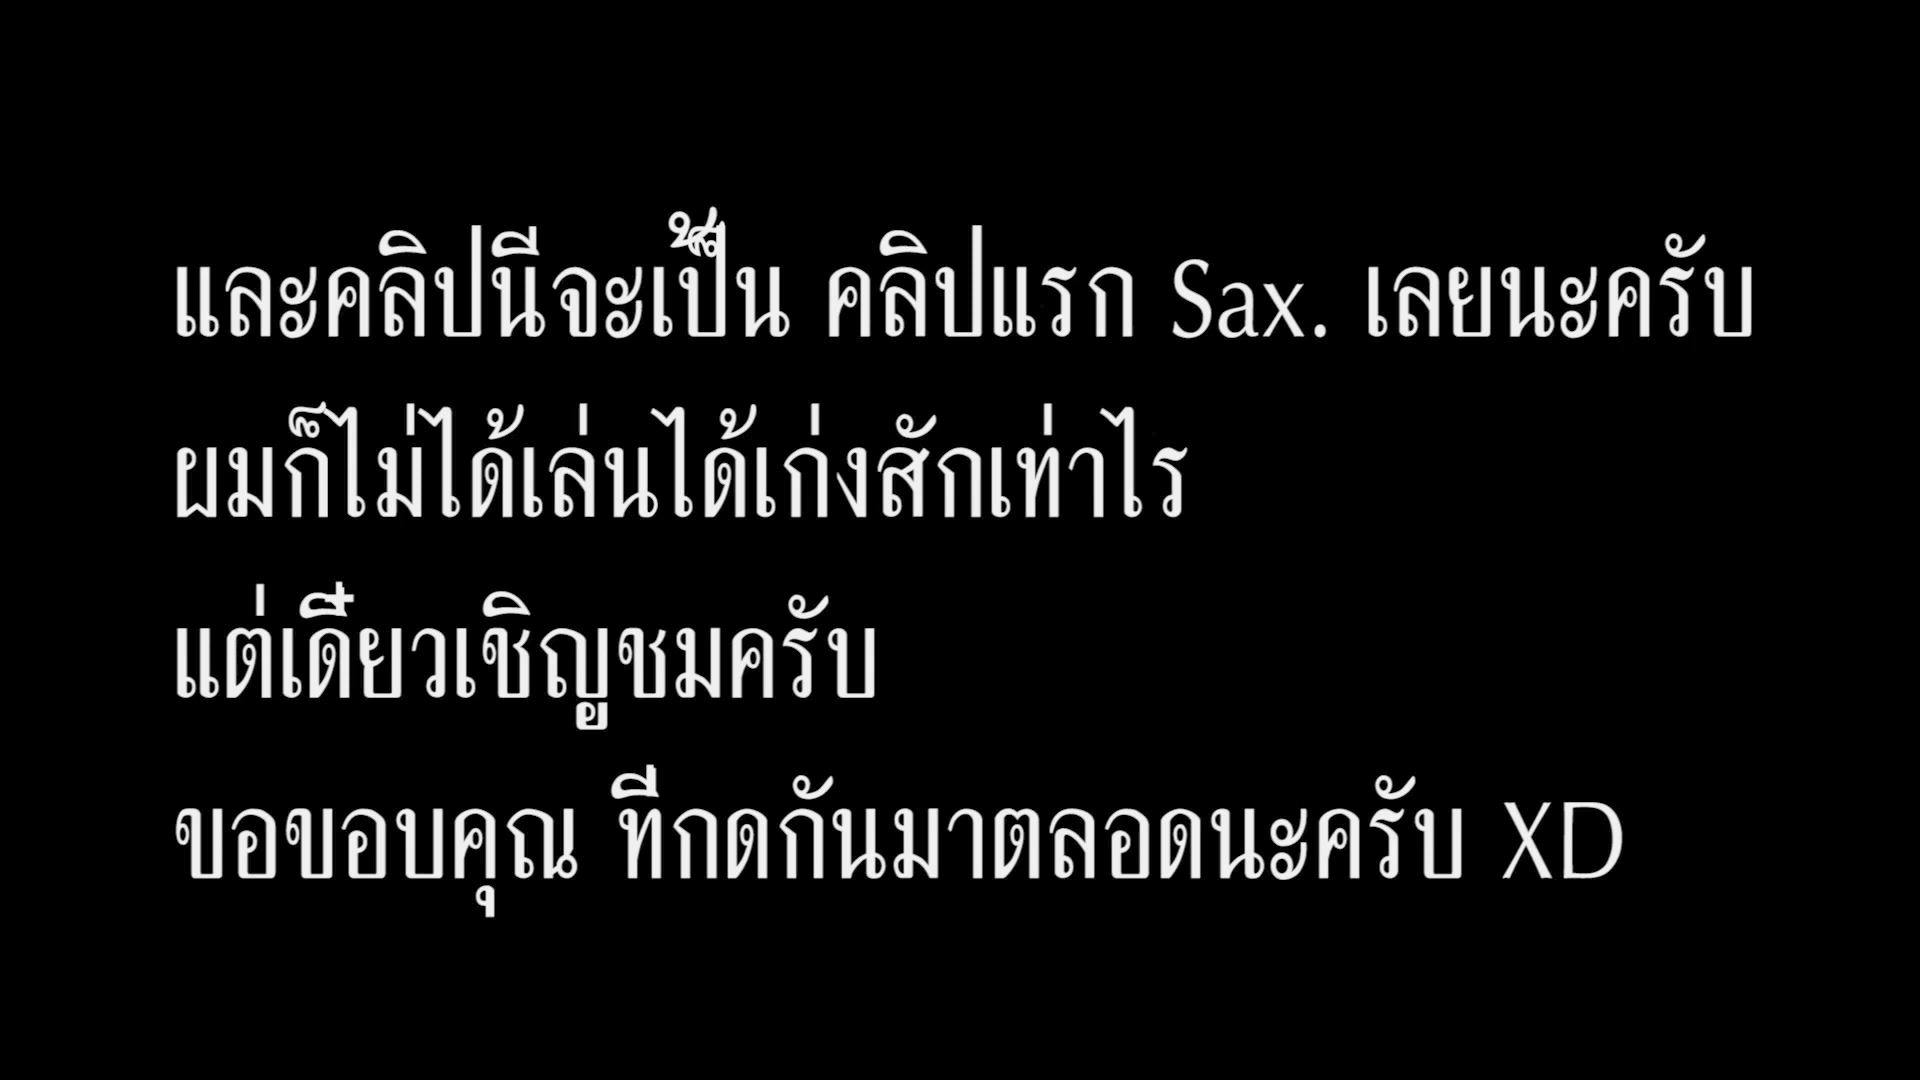 และคลิปนีจะเป็้น คลิปแรก Sax. เลยนะครับ
ผมก็ไม่ได้เล่นได้เก่งสักเท่าไร
แต่เดี๋ยวเชิญชมครับ
ขอขอบคุณ ที่กดกันมาตลอดนะครับ XD